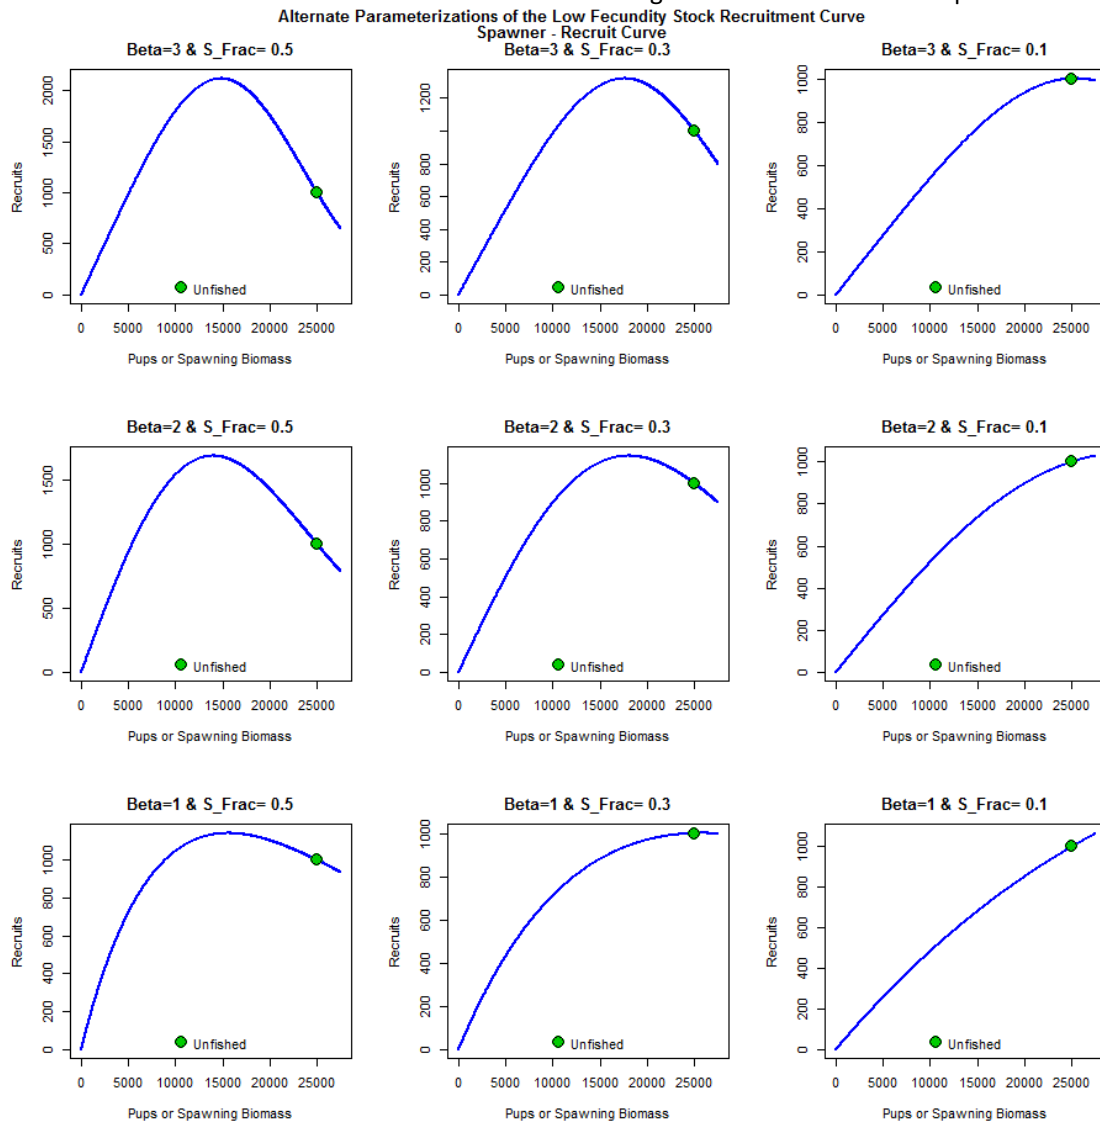 Alternate Parameterizations of the Low Fecundity Stock Recruitment Curve
Spawner - Recruit Curve
Beta=3 & S_Frac= 0.5
Recruits
0 500 1000 1500 2000
Unfished
0 5000 10000 15000 20000 25000
Pups or Spawning Biomass
Beta=3 & S_Frac= 0.3
Recruits
0 200 400 600 800 1200
Unfished
0 5000 10000 15000 20000 25000
Pups or Spawning Biomass
Beta=3 & S_Frac= 0.1
Recruits
0 200 400 600 800 1000
Unfished
0 5000 10000 15000 20000 25000
Pups or Spawning Biomass
Beta=2 & S_Frac= 0.5
Recruits
0 500 1000 1500
Unfished
0 5000 10000 15000 20000 25000
Pups or Spawning Biomass
Beta=2 & S_Frac= 0.3
Recruits
0 200 400 600 800 1000
Unfished
0 5000 10000 15000 20000 25000
Pups or Spawning Biomass
Beta=2 & S_Frac= 0.1
Recruits
0 200 400 600 800 1000
Unfished
0 5000 10000 15000 20000 25000
Pups or Spawning Biomass
Beta=1 & S_Frac= 0.5
Recruits
0 200 400 600 800 1000
Unfished
0 5000 10000 15000 20000 25000
Pups or Spawning Biomass
Beta=1 & S_Frac= 0.3
Recruits
0 200 400 600 800 1000
Unfished
0 5000 10000 15000 20000 25000
Pups or Spawning Biomass
Beta=1 & S_Frac= 0.1
Recruits
0 200 400 600 800 1000
Unfished
0 5000 10000 15000 20000 25000
Pups or Spawning Biomass